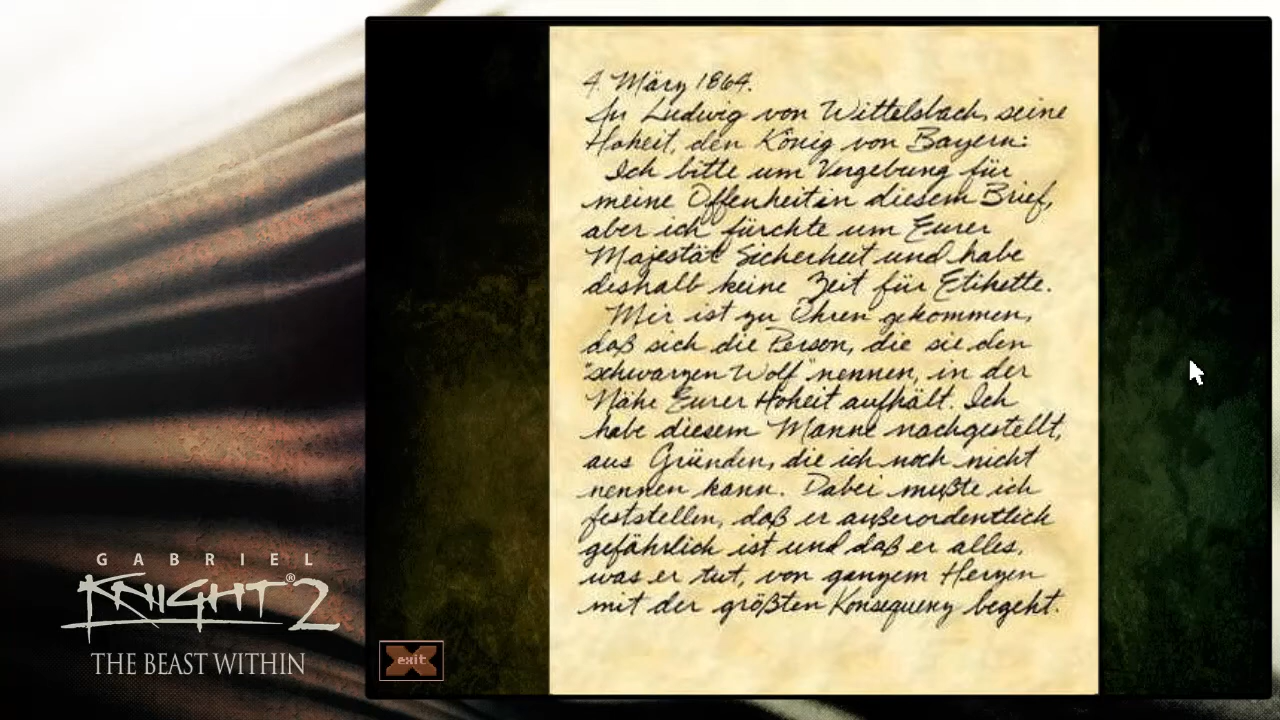 4. März 1864.
An Ludwig von Wittelsbach, seine
Hoheit, den König von Bayern:
Ich bitte um Vergebung für
meine Offenheit in diesem Brief,
aber ich fürchte um Eurer
Majestät Sicherheit und habe
deshalb keine Zeit für Etikette.
Mir ist zu Ohren gekommen,
daß sich die Person, die sie den
"schwarzen Wolf" nennen, in der
Nähe Eurer Hoheit aufhält. Ich
habe diesem Manne nachgestellt,
aus Gründen, die ich noch nicht
nennen kann. Dabei mußte ich
feststellen, daß er außerordentlich
gefährlich ist und daß er alles,
was er tut, von ganzem Herzen
mit der größten Konsequenz begeht.
GABRIEL
KNIGHT® 2
THE BEAST WITHIN
exit